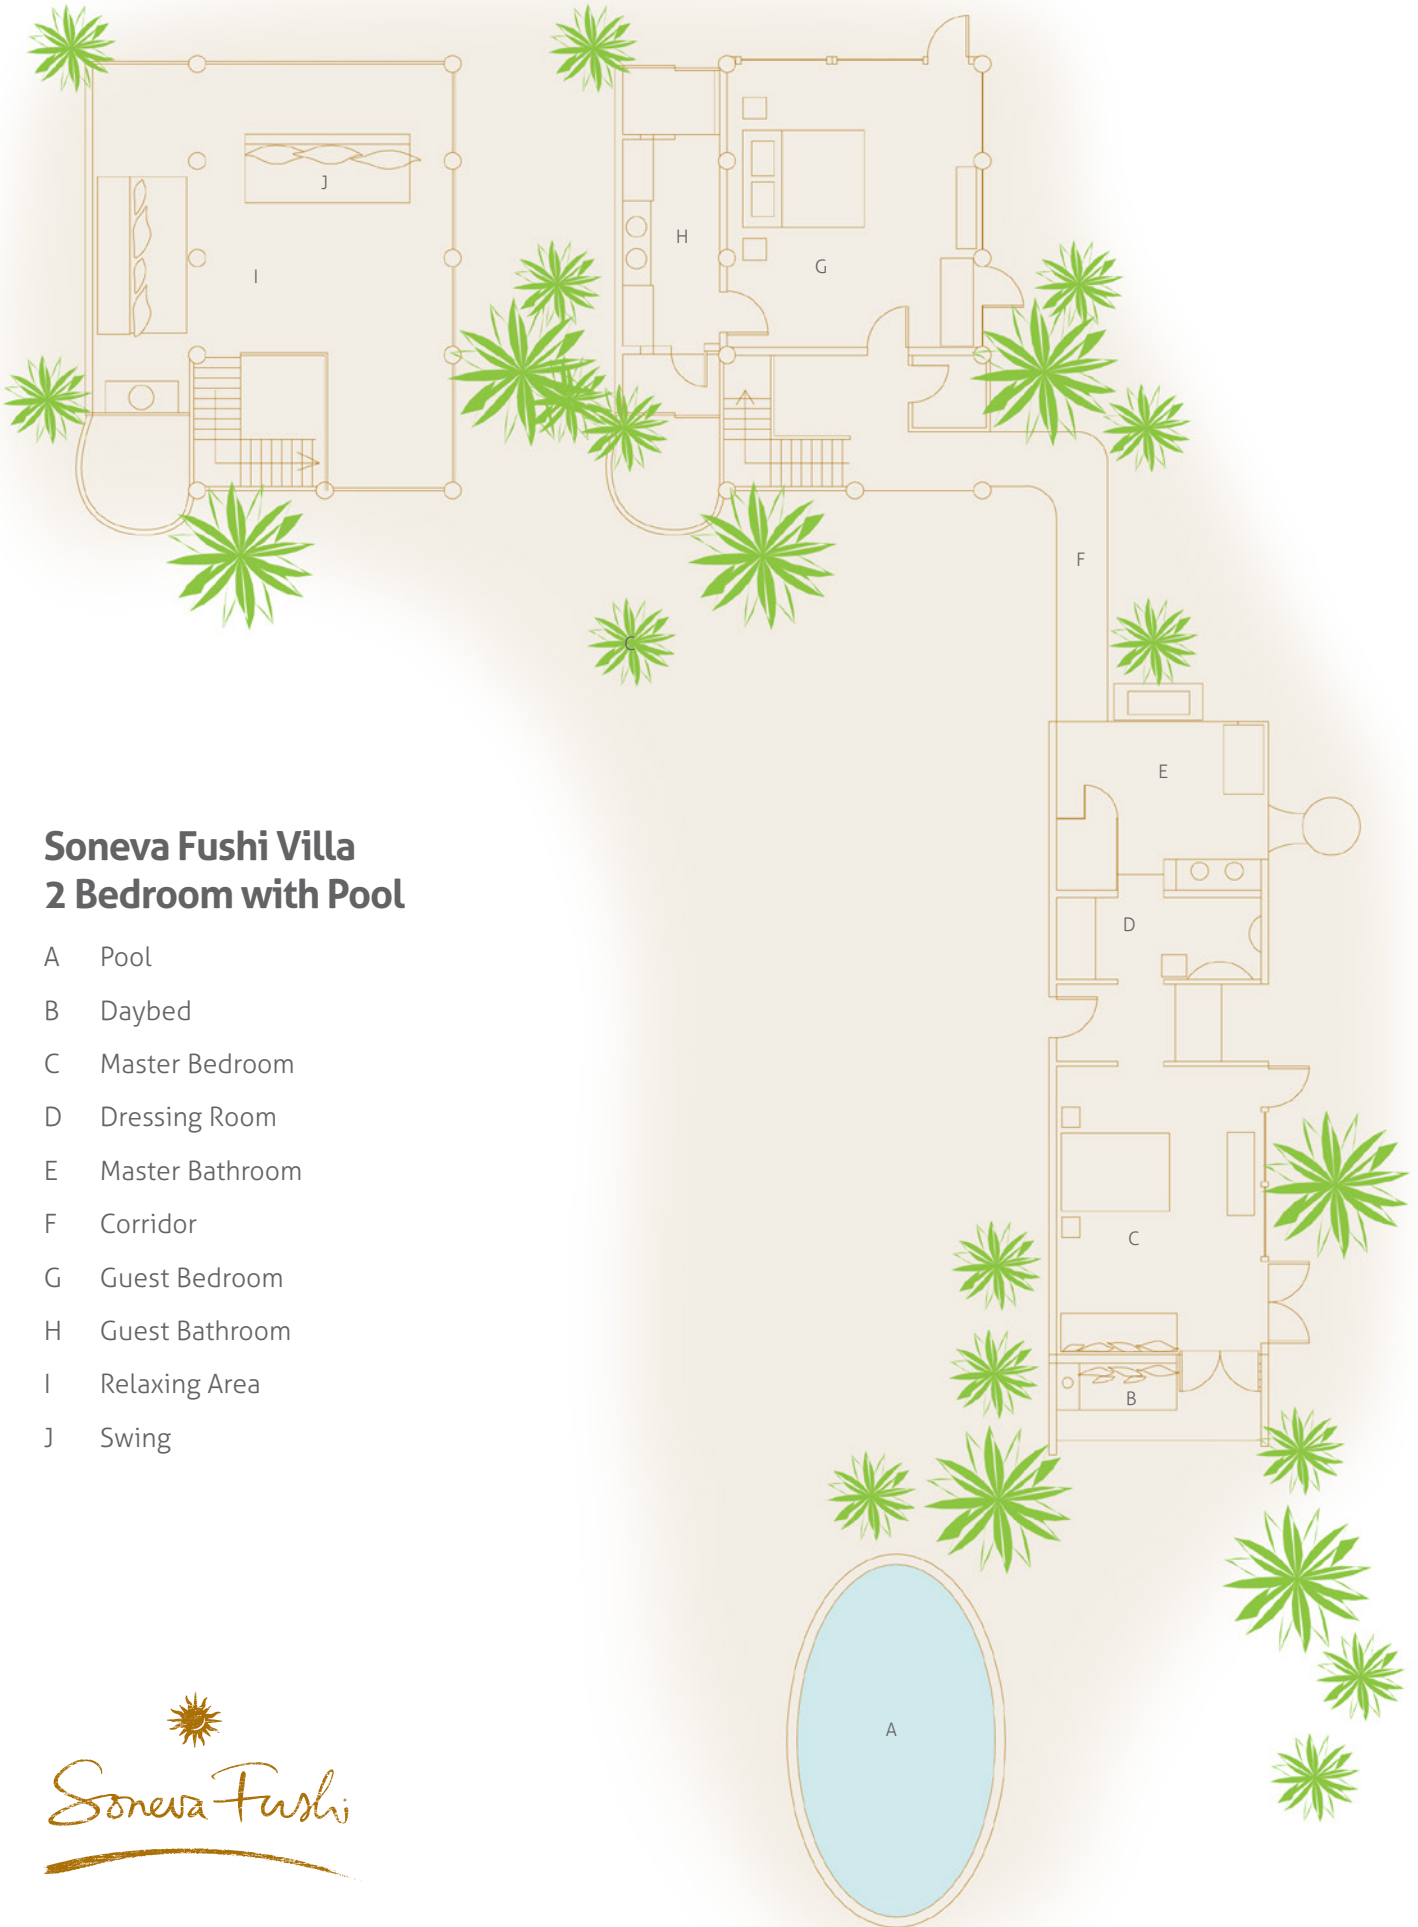 J
H
G
I
F
C
E
D
C
B
A
Soneva Fushi Villa
2 Bedroom with Pool
A Pool
B Daybed
C Master Bedroom
D Dressing Room
E Master Bathroom
F Corridor
G Guest Bedroom
H Guest Bathroom
I Relaxing Area
J Swing
Soneva Fushi